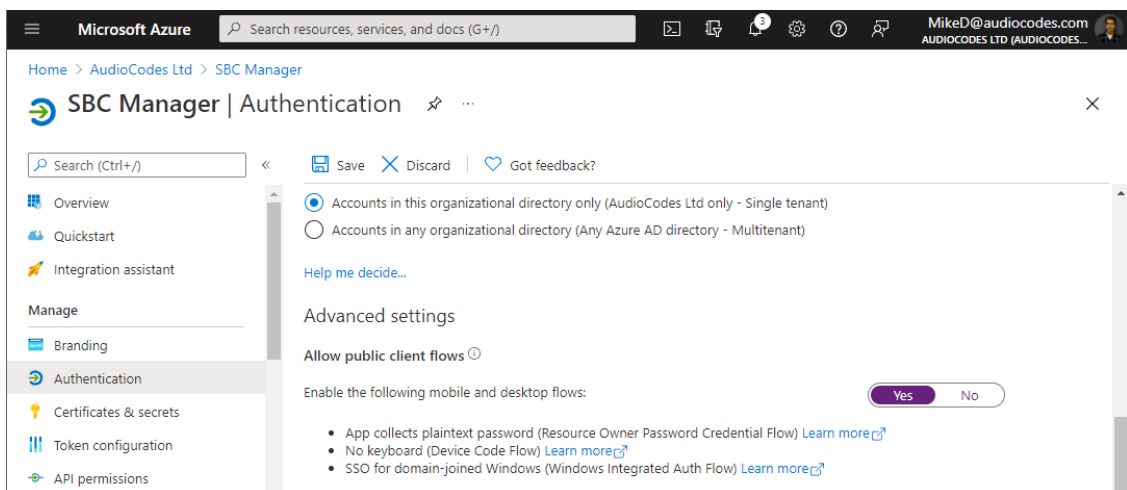 Microsoft Azure
Search resources, services, and docs (G+/)
3
MikeD@audiocodes.com
AUDIOCODES LTD (AUDIOCODES...
Home > AudioCodes Ltd > SBC Manager
SBC Manager | Authentication
Search (Ctrl+/)
Save
Discard
Got feedback?
Overview
Quickstart
Integration assistant
Manage
Branding
Authentication
Certificates & secrets
Token configuration
API permissions
Accounts in this organizational directory only (AudioCodes Ltd only - Single tenant)
Accounts in any organizational directory (Any Azure AD directory - Multitenant)
Help me decide...
Advanced settings
Allow public client flows
Enable the following mobile and desktop flows:
Yes
No
• App collects plaintext password (Resource Owner Password Credential Flow) Learn more
• No keyboard (Device Code Flow) Learn more
• SSO for domain-joined Windows (Windows Integrated Auth Flow) Learn more